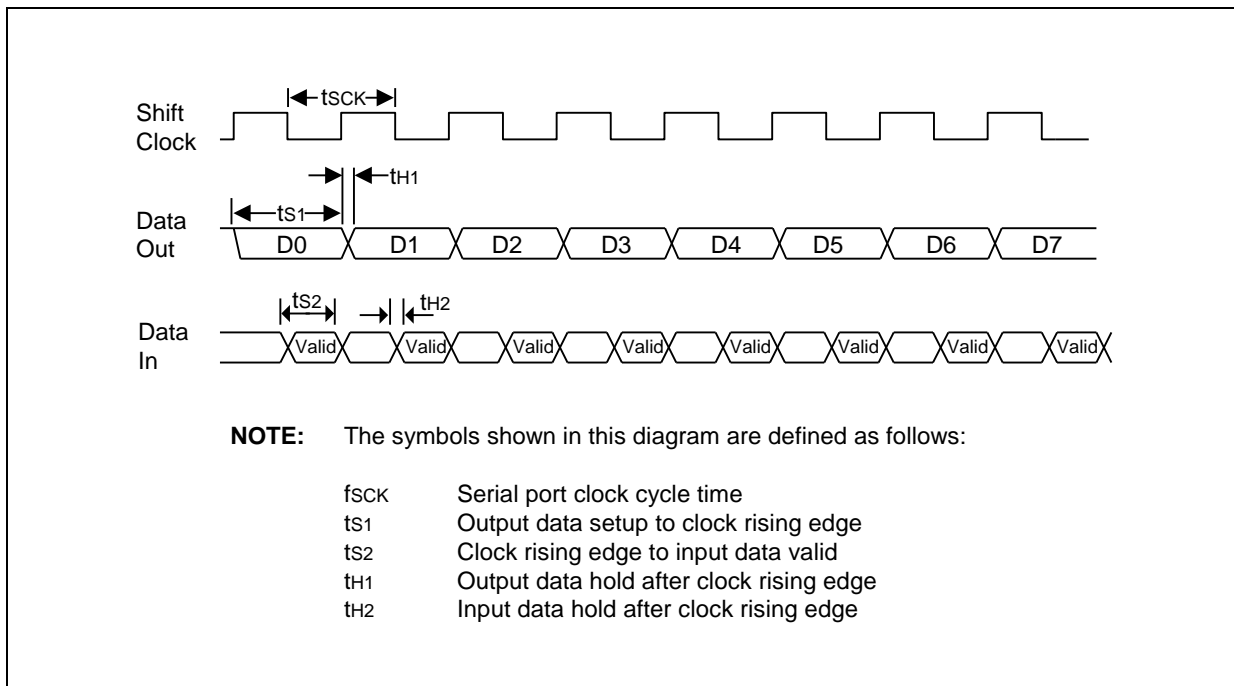 tSCK
Shift
Clock
tH1
tS1
Data
Out
D0 D1 D2 D3 D4 D5 D6 D7
tS2
tH2
Data
In
Valid Valid Valid Valid Valid Valid Valid Valid
NOTE: The symbols shown in this diagram are defined as follows:
fSCK Serial port clock cycle time
tS1 Output data setup to clock rising edge
tS2 Clock rising edge to input data valid
tH1 Output data hold after clock rising edge
tH2 Input data hold after clock rising edge